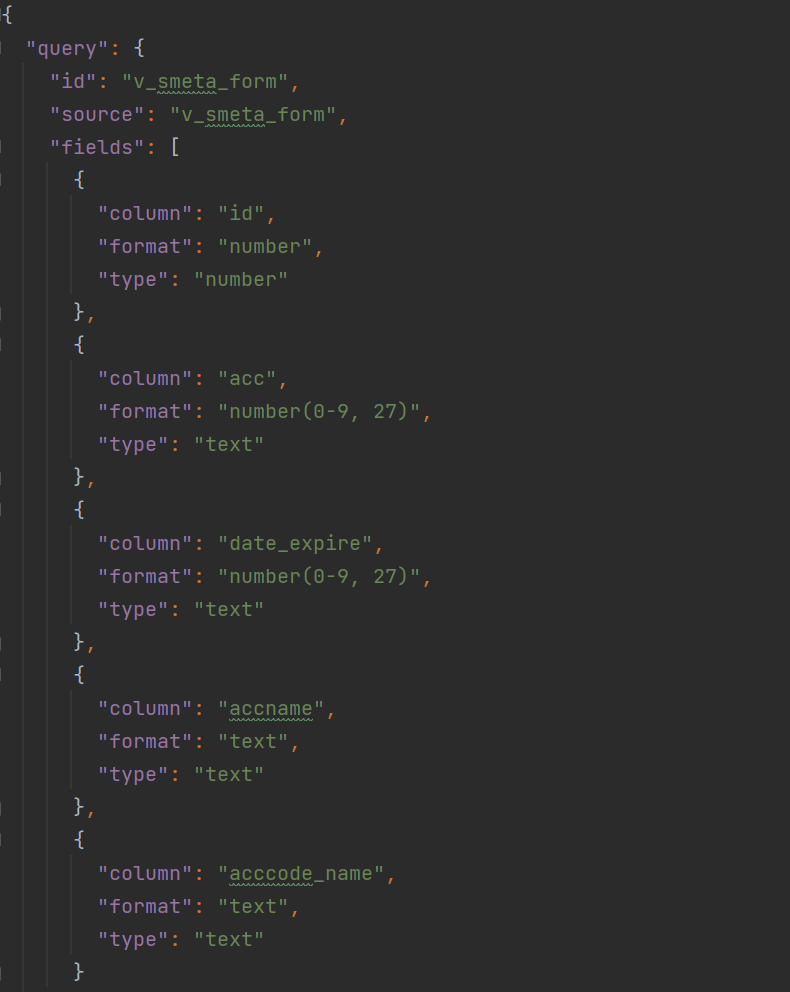 {
  "query": {
    "id": "v_smeta_form",
    "source": "v_smeta_form",
    "fields": [
      {
        "column": "id",
        "format": "number",
        "type": "number"
      },
      {
        "column": "acc",
        "format": "number(0-9, 27)",
        "type": "text"
      },
      {
        "column": "date_expire",
        "format": "number(0-9, 27)",
        "type": "text"
      },
      {
        "column": "accname",
        "format": "text",
        "type": "text"
      },
      {
        "column": "acccode_name",
        "format": "text",
        "type": "text"
      }